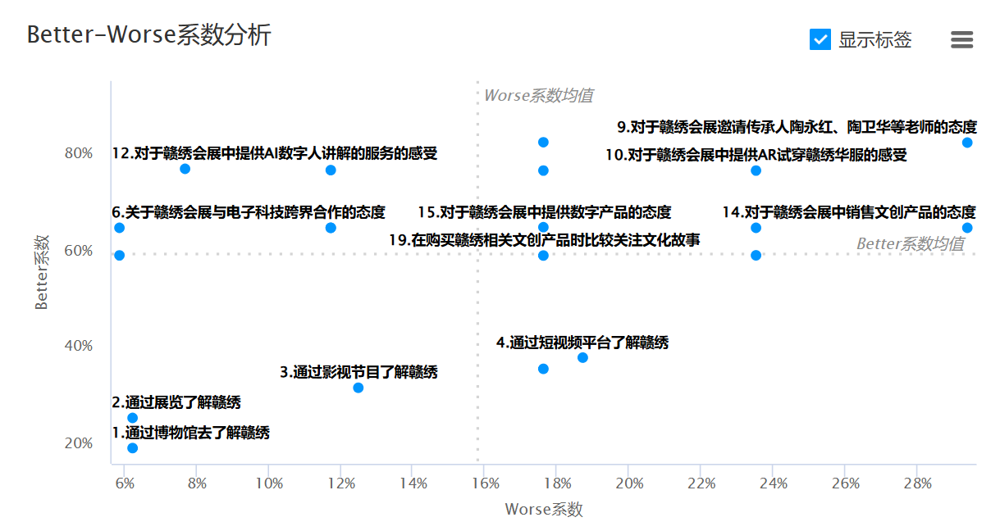 Better-Worse系数分析
显示标签
Worse系数均值
9.对于赣绣会展邀请传承人陶永红、陶卫华等老师的态度
80%
12.对于赣绣会展中提供AI数字人讲解的服务的感受
10.对于赣绣会展中提供AR试穿赣绣华服的感受
6.关于赣绣会展与电子科技跨界合作的态度
15.对于赣绣会展中提供数字产品的态度
14.对于赣绣会展中销售文创产品的态度
19.在购买赣绣相关文创产品时比较关注文化故事
Better系数均值
60%
Better系数
4.通过短视频平台了解赣绣
40%
3.通过影视节目了解赣绣
2.通过展览了解赣绣
1.通过博物馆去了解赣绣
20%
6% 8% 10% 12% 14% 16% 18% 20% 22% 24% 26% 28%
Worse系数